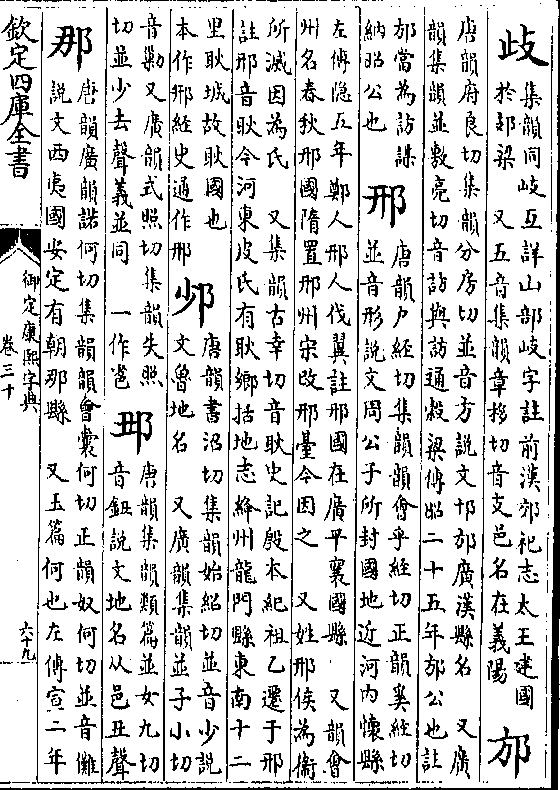 𨙸集韻同岐互詳山部岐字註前漢郊祀志太王建國
於郊梁　又五音集韻章移切音支邑名在義陽　邡
唐韻府良切集韻分房切並音方說文邡廣漢縣名　又廣
韻集韻並敷亮切音訪與訪通穀梁傳昭二十五年邡公也註
邡當為訪謀
納昭公也　邢唐韻户經切集韻韻會乎經切正韻奚經切
並音形說文周公子所封國地近河內懷縣
左傳隐五年鄭人邢人伐翼註邢國在廣平襄國縣　又韻會
州名春秋邢國隋置邢州宋改邢臺今因之　又姓邢侯為衞
所滅因為氏　又集韻古幸切音耿史記殷本紀祖乙遷于邢
註邢音耿今河東皮氏有耿鄉括地志絳州龍門縣東南十二
里耿城故耿國也
本作郉經史通作邢　𨙹唐韻書沼切集韻始紹切並音少說
文魯地名　又廣韻集韻並子小切
音勦又廣韻式照切集韻失照
切並少去聲義並同　一作邑　𨙺唐韻集韻類篇並女九切
音鈕說文地名从邑丑聲
那唐韻廣韻諾何切集韻韻會囊何切正韻奴何切並音儺
說文西夷國安定有朝那縣　又玉篇何也左傳宣二年
欽定四庫全書
御定康熙字典
卷三十
六十九